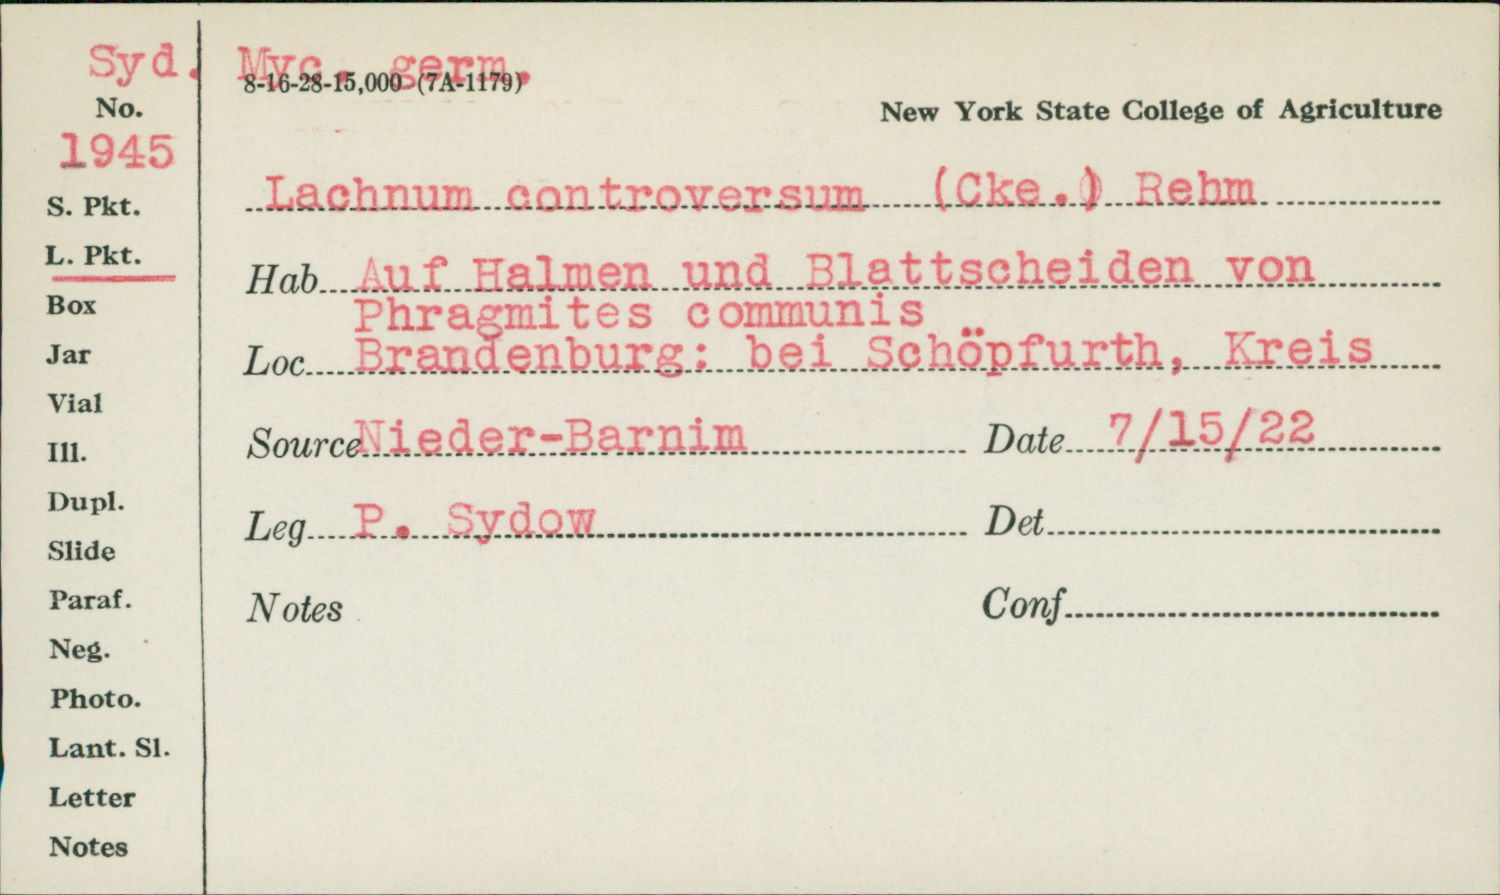 Syd. Myc. germ.
8-16-28-15,000 (7A-1179)
No.
New York State College of Agriculture
1945
S. Pkt.
Lachnum controversum (Cke.) Rehm
L. Pkt.
Hab. Auf Halmen und Blattscheiden von
Phragmites communis
Box
Jar
Loc. Brandenburg: bei Schöpfurth, Kreis
Vial
Source Nieder-Barnim Date 7/15/22
Ill.
Dupl.
Leg. P. Sydow Det.
Slide
Paraf.
Notes Conf.
Neg.
Photo.
Lant. Sl.
Letter
Notes